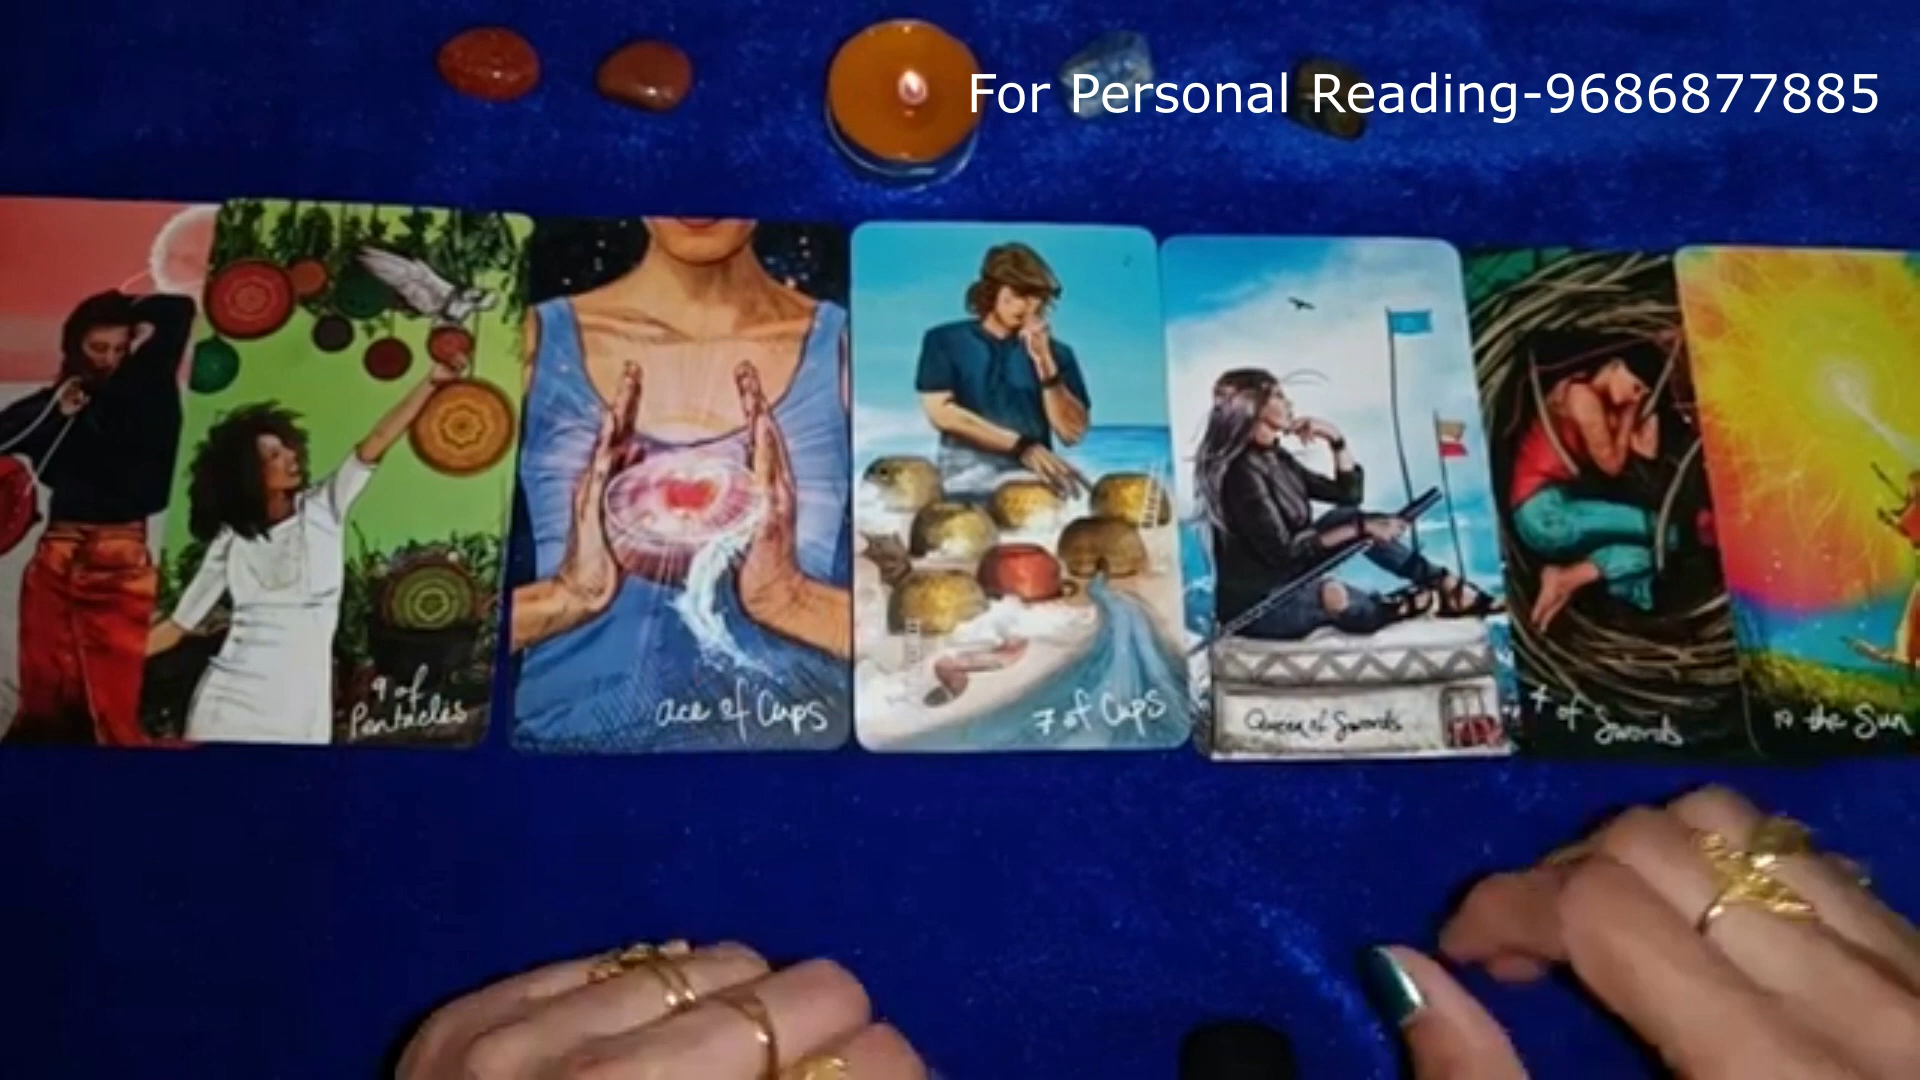 For Personal Reading-9686877885
9 of
Pentacles
ace of Cups
7 of Cups
Queen of Swords
7 of
Swords
19 the Sun